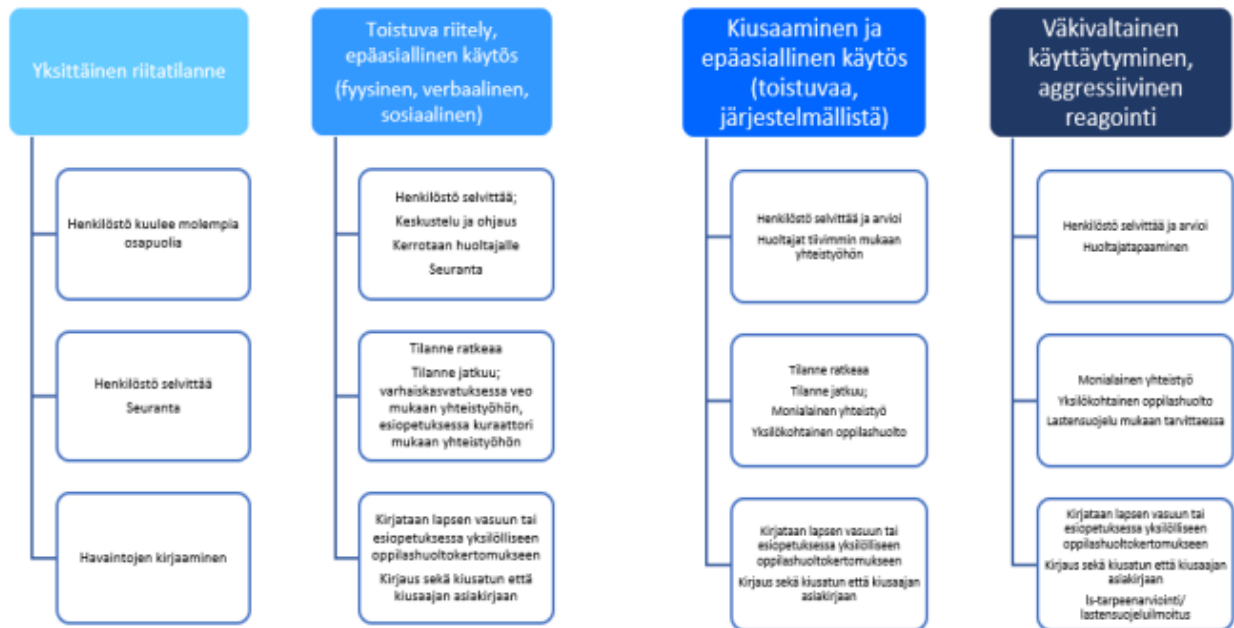 Yksittäinen riitatilanne
Henkilöstö kuulee molempia
osapuolia
Henkilöstö selvittää
Seuranta
Havaintojen kirjaaminen
Toistuva riitely,
epäasiallinen käytös
(fyysinen, verbaalinen,
sosiaalinen)
Henkilöstö selvittää;
Keskustelu ja ohjaus
Kerrotaan huoltajalle
Seuranta
Tilanne ratkeaa
Tilanne jatkuu;
varhaiskasvatuksessa veo
mukaan yhteistyöhön,
esiopetuksessa kuraattori
mukaan yhteistyöhön
Kirjataan lapsen vasuun tai
esiopetuksessa yksilölliseen
oppilashuoltokertomukseen
Kirjaus sekä kiusatun että
kiusaajan asiakirjaan
Kiusaaminen ja
epäasiallinen käytös
(toistuvaa,
järjestelmällistä)
Henkilöstö selvittää ja arvioi
Huoltajat tiivimmin mukaan
yhteistyöhön
Tilanne ratkeaa
Tilanne jatkuu;
Monialainen yhteistyö
Yksilökohtainen oppilashuolto
Kirjataan lapsen vasuun tai
esiopetuksessa yksilölliseen
oppilashuoltokertomukseen
Kirjaus sekä kiusatun että kiusaajan
asiakirjaan
Väkivaltainen
käyttäytyminen,
aggressiivinen
reagointi
Henkilöstö selvittää ja arvioi
Huoltajatapaaminen
Monialainen yhteistyö
Yksilökohtainen oppilashuolto
Lastensuojelu mukaan tarvittaessa
Kirjataan lapsen vasuun tai
esiopetuksessa yksilölliseen
oppilashuoltokertomukseen
Kirjaus sekä kiusatun että kiusaajan
asiakirjaan
ls-tarpeenarviointi/
lastensuojeluilmoitus